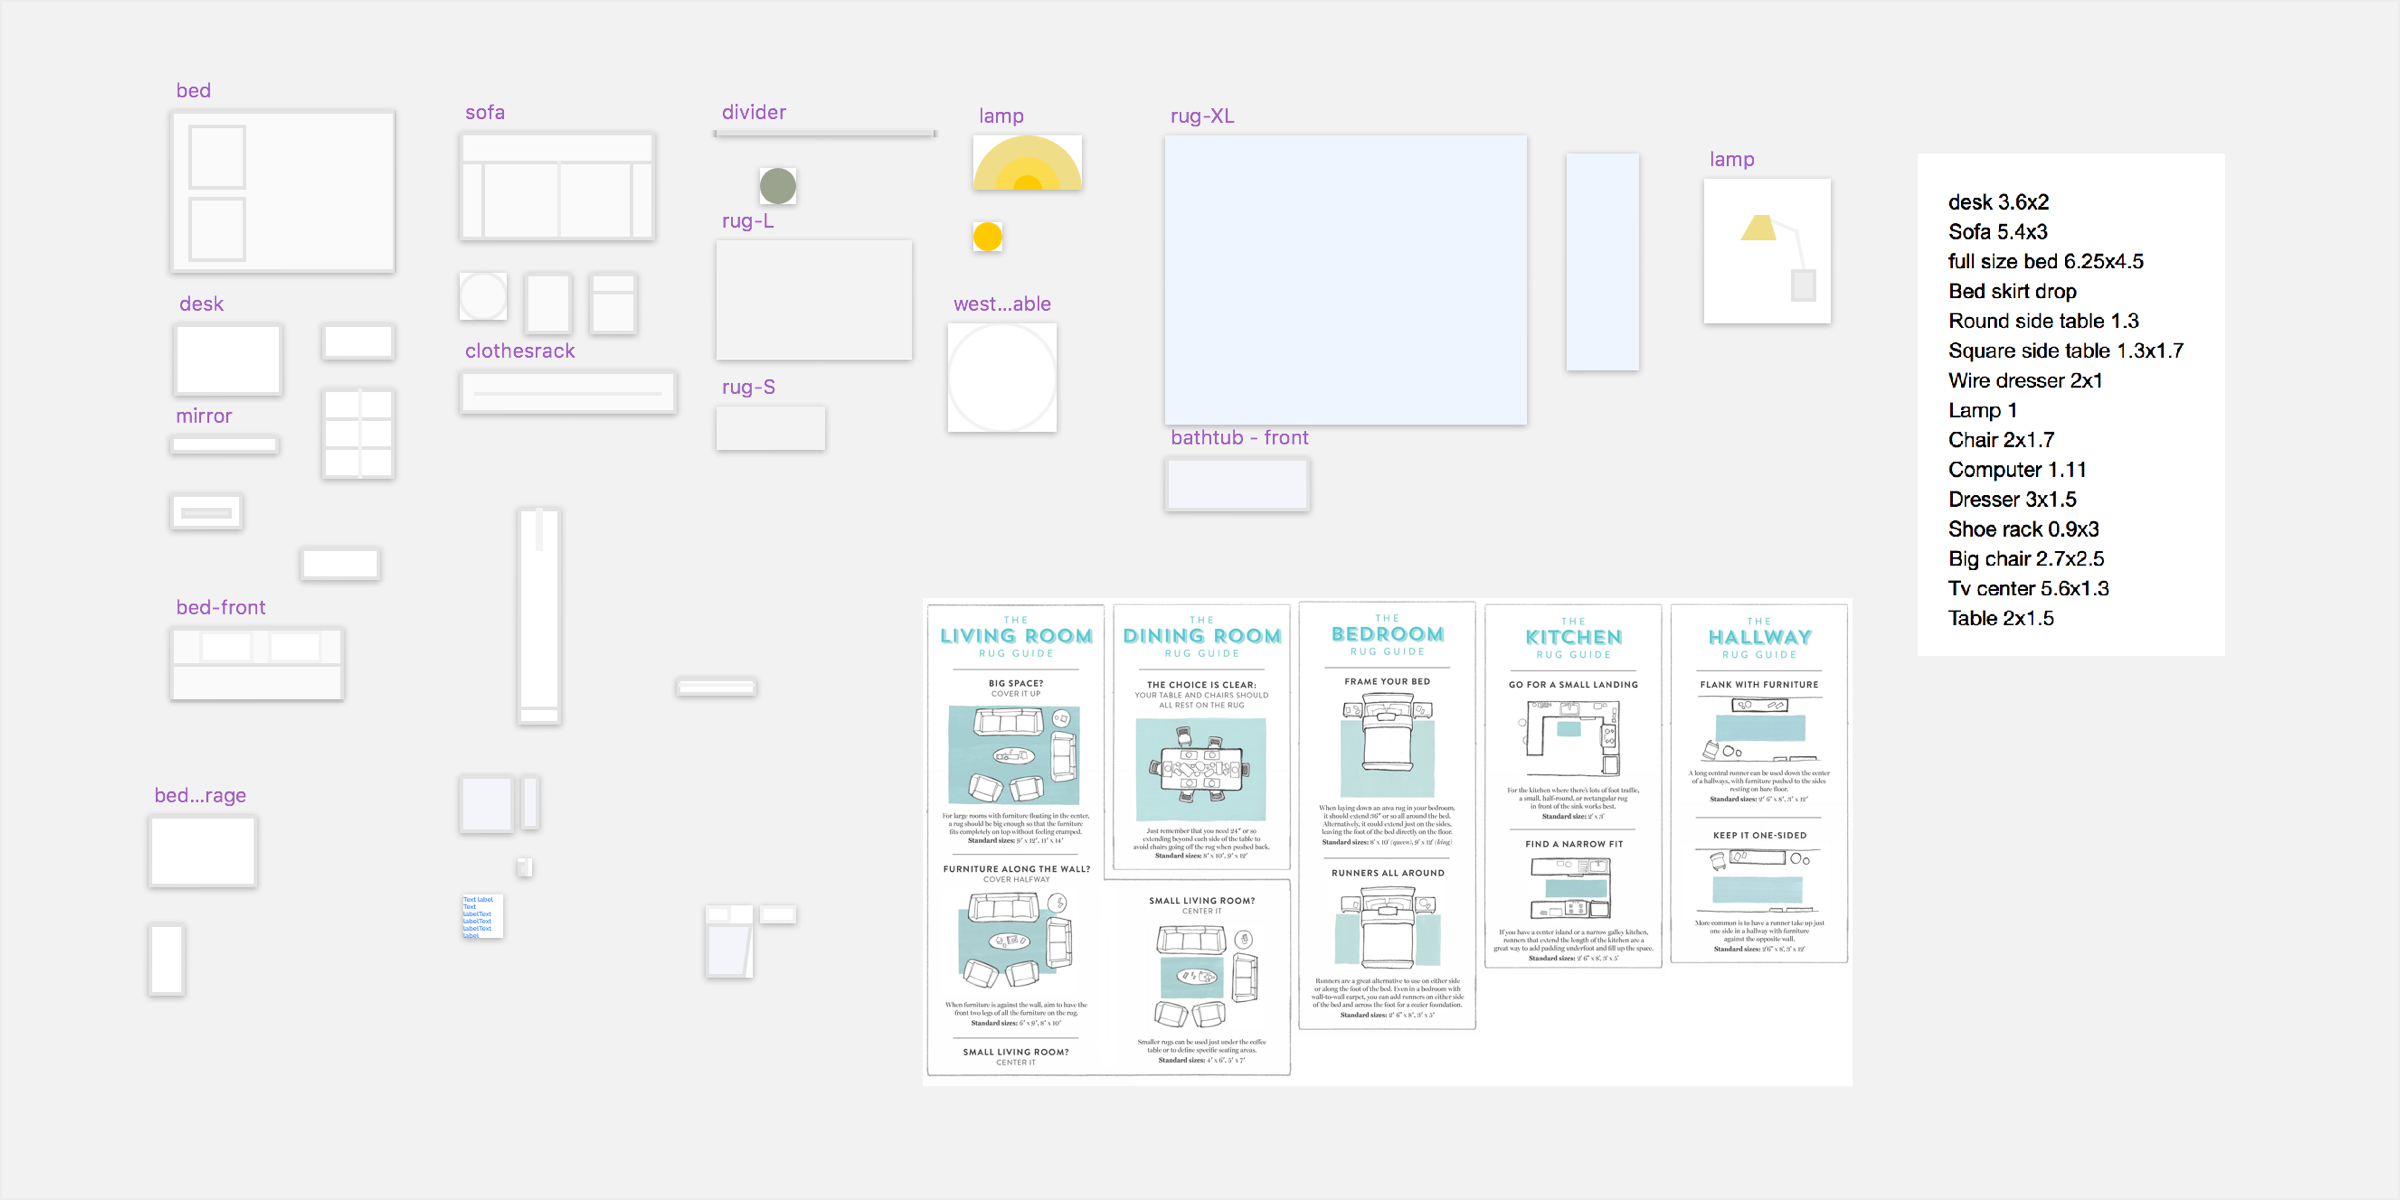 bed
sofa
divider
lamp
rug-XL
lamp
rug-L
desk
west...able
clothesrack
rug-S
mirror
bathtub - front
bed-front
bed...rage
Text label
Text
labelText
labelText
labelText
label
desk 3.6x2
Sofa 5.4x3
full size bed 6.25x4.5
Bed skirt drop
Round side table 1.3
Square side table 1.3x1.7
Wire dresser 2x1
Lamp 1
Chair 2x1.7
Computer 1.11
Dresser 3x1.5
Shoe rack 0.9x3
Big chair 2.7x2.5
Tv center 5.6x1.3
Table 2x1.5
THE
LIVING ROOM
RUG GUIDE
BIG SPACE?
COVER IT UP
For large rooms with furniture floating in the center,
a rug should be big enough so that the furniture
fits completely on top without feeling cramped.
Standard sizes: 9' x 12', 11' x 14'
FURNITURE ALONG THE WALL?
COVER HALFWAY
When furniture is against the wall, aim to have the
front two legs of all the furniture on the rug.
Standard sizes: 6' x 9', 8' x 10'
SMALL LIVING ROOM?
CENTER IT
THE
DINING ROOM
RUG GUIDE
THE CHOICE IS CLEAR:
YOUR TABLE AND CHAIRS SHOULD
ALL REST ON THE RUG
Just remember that you need 24" or so
extending beyond each side of the table to
avoid chairs going off the rug when pushed back.
Standard sizes: 8' x 10', 9' x 12'
SMALL LIVING ROOM?
CENTER IT
Smaller rugs can be used just under the coffee
table or to define specific seating areas.
Standard sizes: 4' x 6', 5' x 7'
THE
BEDROOM
RUG GUIDE
FRAME YOUR BED
When laying down an area rug in your bedroom,
it should extend 36" or so all around the bed.
Alternatively, it could extend just on the sides,
leaving the foot of the bed directly on the floor.
Standard sizes: 8' x 10' (queen), 9' x 12' (king)
RUNNERS ALL AROUND
Runners are a great alternative to use on either side
or along the foot of the bed. Even in a bedroom with
wall-to-wall carpet, you can add runners on either side
of the bed and across the foot for a cozier foundation.
Standard sizes: 2' 6" x 8', 3' x 5'
THE
KITCHEN
RUG GUIDE
GO FOR A SMALL LANDING
For the kitchen where there's lots of foot traffic,
a small, half-round, or rectangular rug
in front of the sink works best.
Standard size: 2' x 3'
FIND A NARROW FIT
If you have a center island or a narrow galley kitchen,
runners that extend the length of the kitchen are a
great way to add padding underfoot and fill up the space.
Standard sizes: 2' 6" x 8', 3' x 5'
THE
HALLWAY
RUG GUIDE
FLANK WITH FURNITURE
A long central runner can be used down the center
of a hallways, with furniture pushed to the sides
resting on bare floor.
Standard sizes: 2' 6" x 8', 3' x 12'
KEEP IT ONE-SIDED
More common is to have a runner take up just
one side in a hallway with furniture
against the opposite wall.
Standard sizes: 2'6" x 8', 3' x 12'